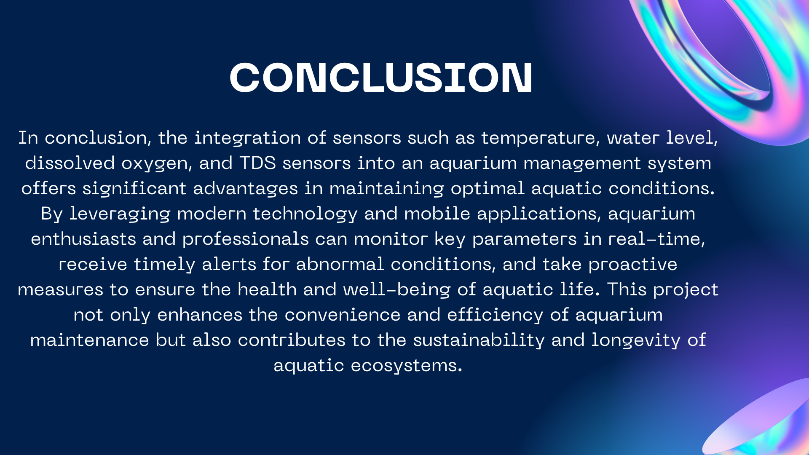 CONCLUSION
In conclusion, the integration of sensors such as temperature, water level,
dissolved oxygen, and TDS sensors into an aquarium management system
offers significant advantages in maintaining optimal aquatic conditions.
By leveraging modern technology and mobile applications, aquarium
enthusiasts and professionals can monitor key parameters in real-time,
receive timely alerts for abnormal conditions, and take proactive
measures to ensure the health and well-being of aquatic life. This project
not only enhances the convenience and efficiency of aquarium
maintenance but also contributes to the sustainability and longevity of
aquatic ecosystems.